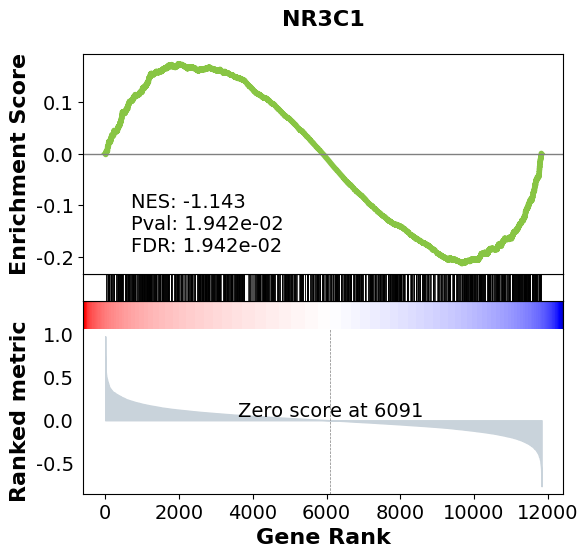 NR3C1
Enrichment Score
0.1
0.0
-0.1
-0.2
NES: -1.143
Pval: 1.942e-02
FDR: 1.942e-02
Ranked metric
1.0
0.5
0.0
-0.5
Zero score at 6091
0 2000 4000 6000 8000 10000 12000
Gene Rank